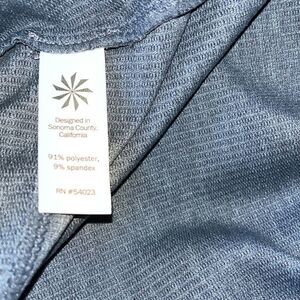 Designed in
Sonoma County,
California
91% polyester,
9% spandex
RN #54023